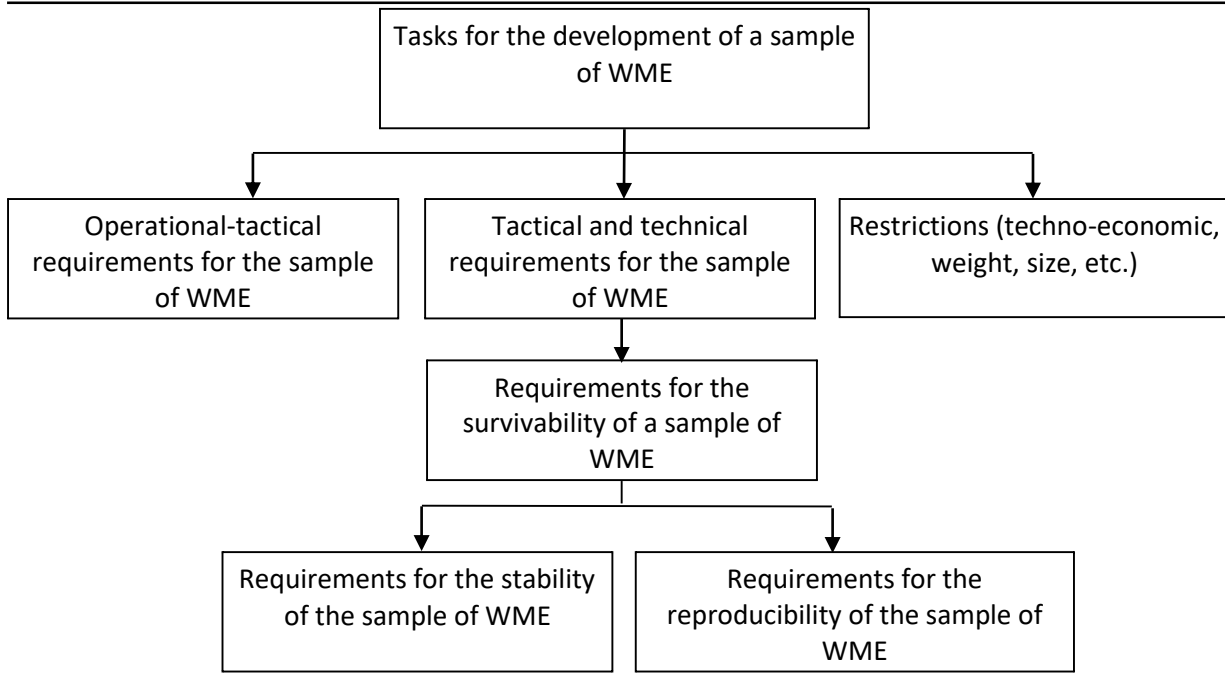 Tasks for the development of a sample
of WME
Operational-tactical
requirements for the sample
of WME
Tactical and technical
requirements for the sample
of WME
Restrictions (techno-economic,
weight, size, etc.)
Requirements for the
survivability of a sample of
WME
Requirements for the stability
of the sample of WME
Requirements for the
reproducibility of the sample of
WME